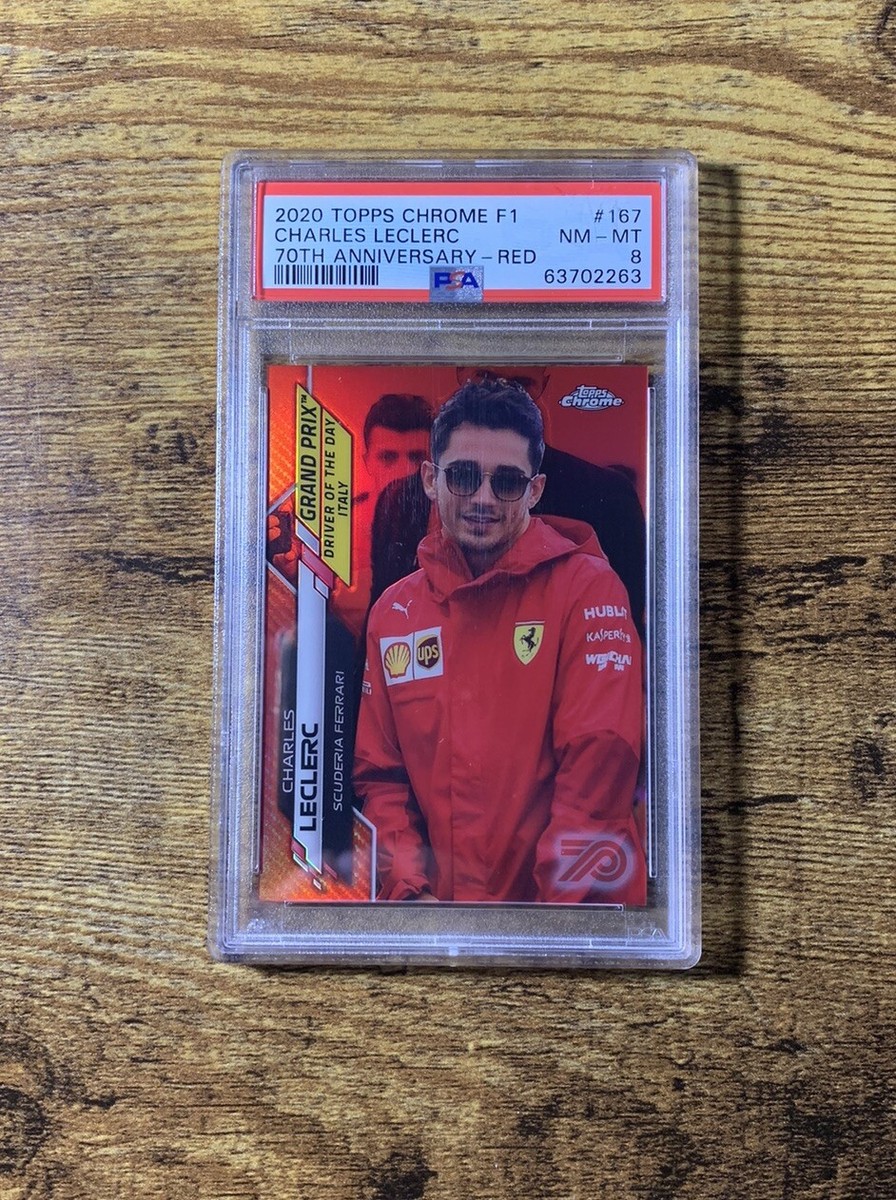 2020 TOPPS CHROME F1 #167
CHARLES LECLERC NM-MT
70TH ANNIVERSARY-RED 8
PSA 63702263
Topps Chrome
GRAND PRIX™
DRIVER OF THE DAY
ITALY
HUBLOT
KASPERSKY
ups
CHARLES
LECLERC
SCUDERIA FERRARI
70